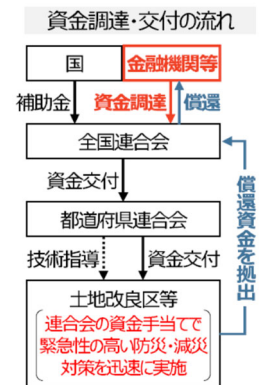 資金調達・交付の流れ
国
金融機関等
補助金
資金調達
償還
全国連合会
資金交付
都道府県連合会
技術指導
資金交付
土地改良区等
連合会の資金手当てで
緊急性の高い防災・減災
対策を迅速に実施
償還資金を拠出